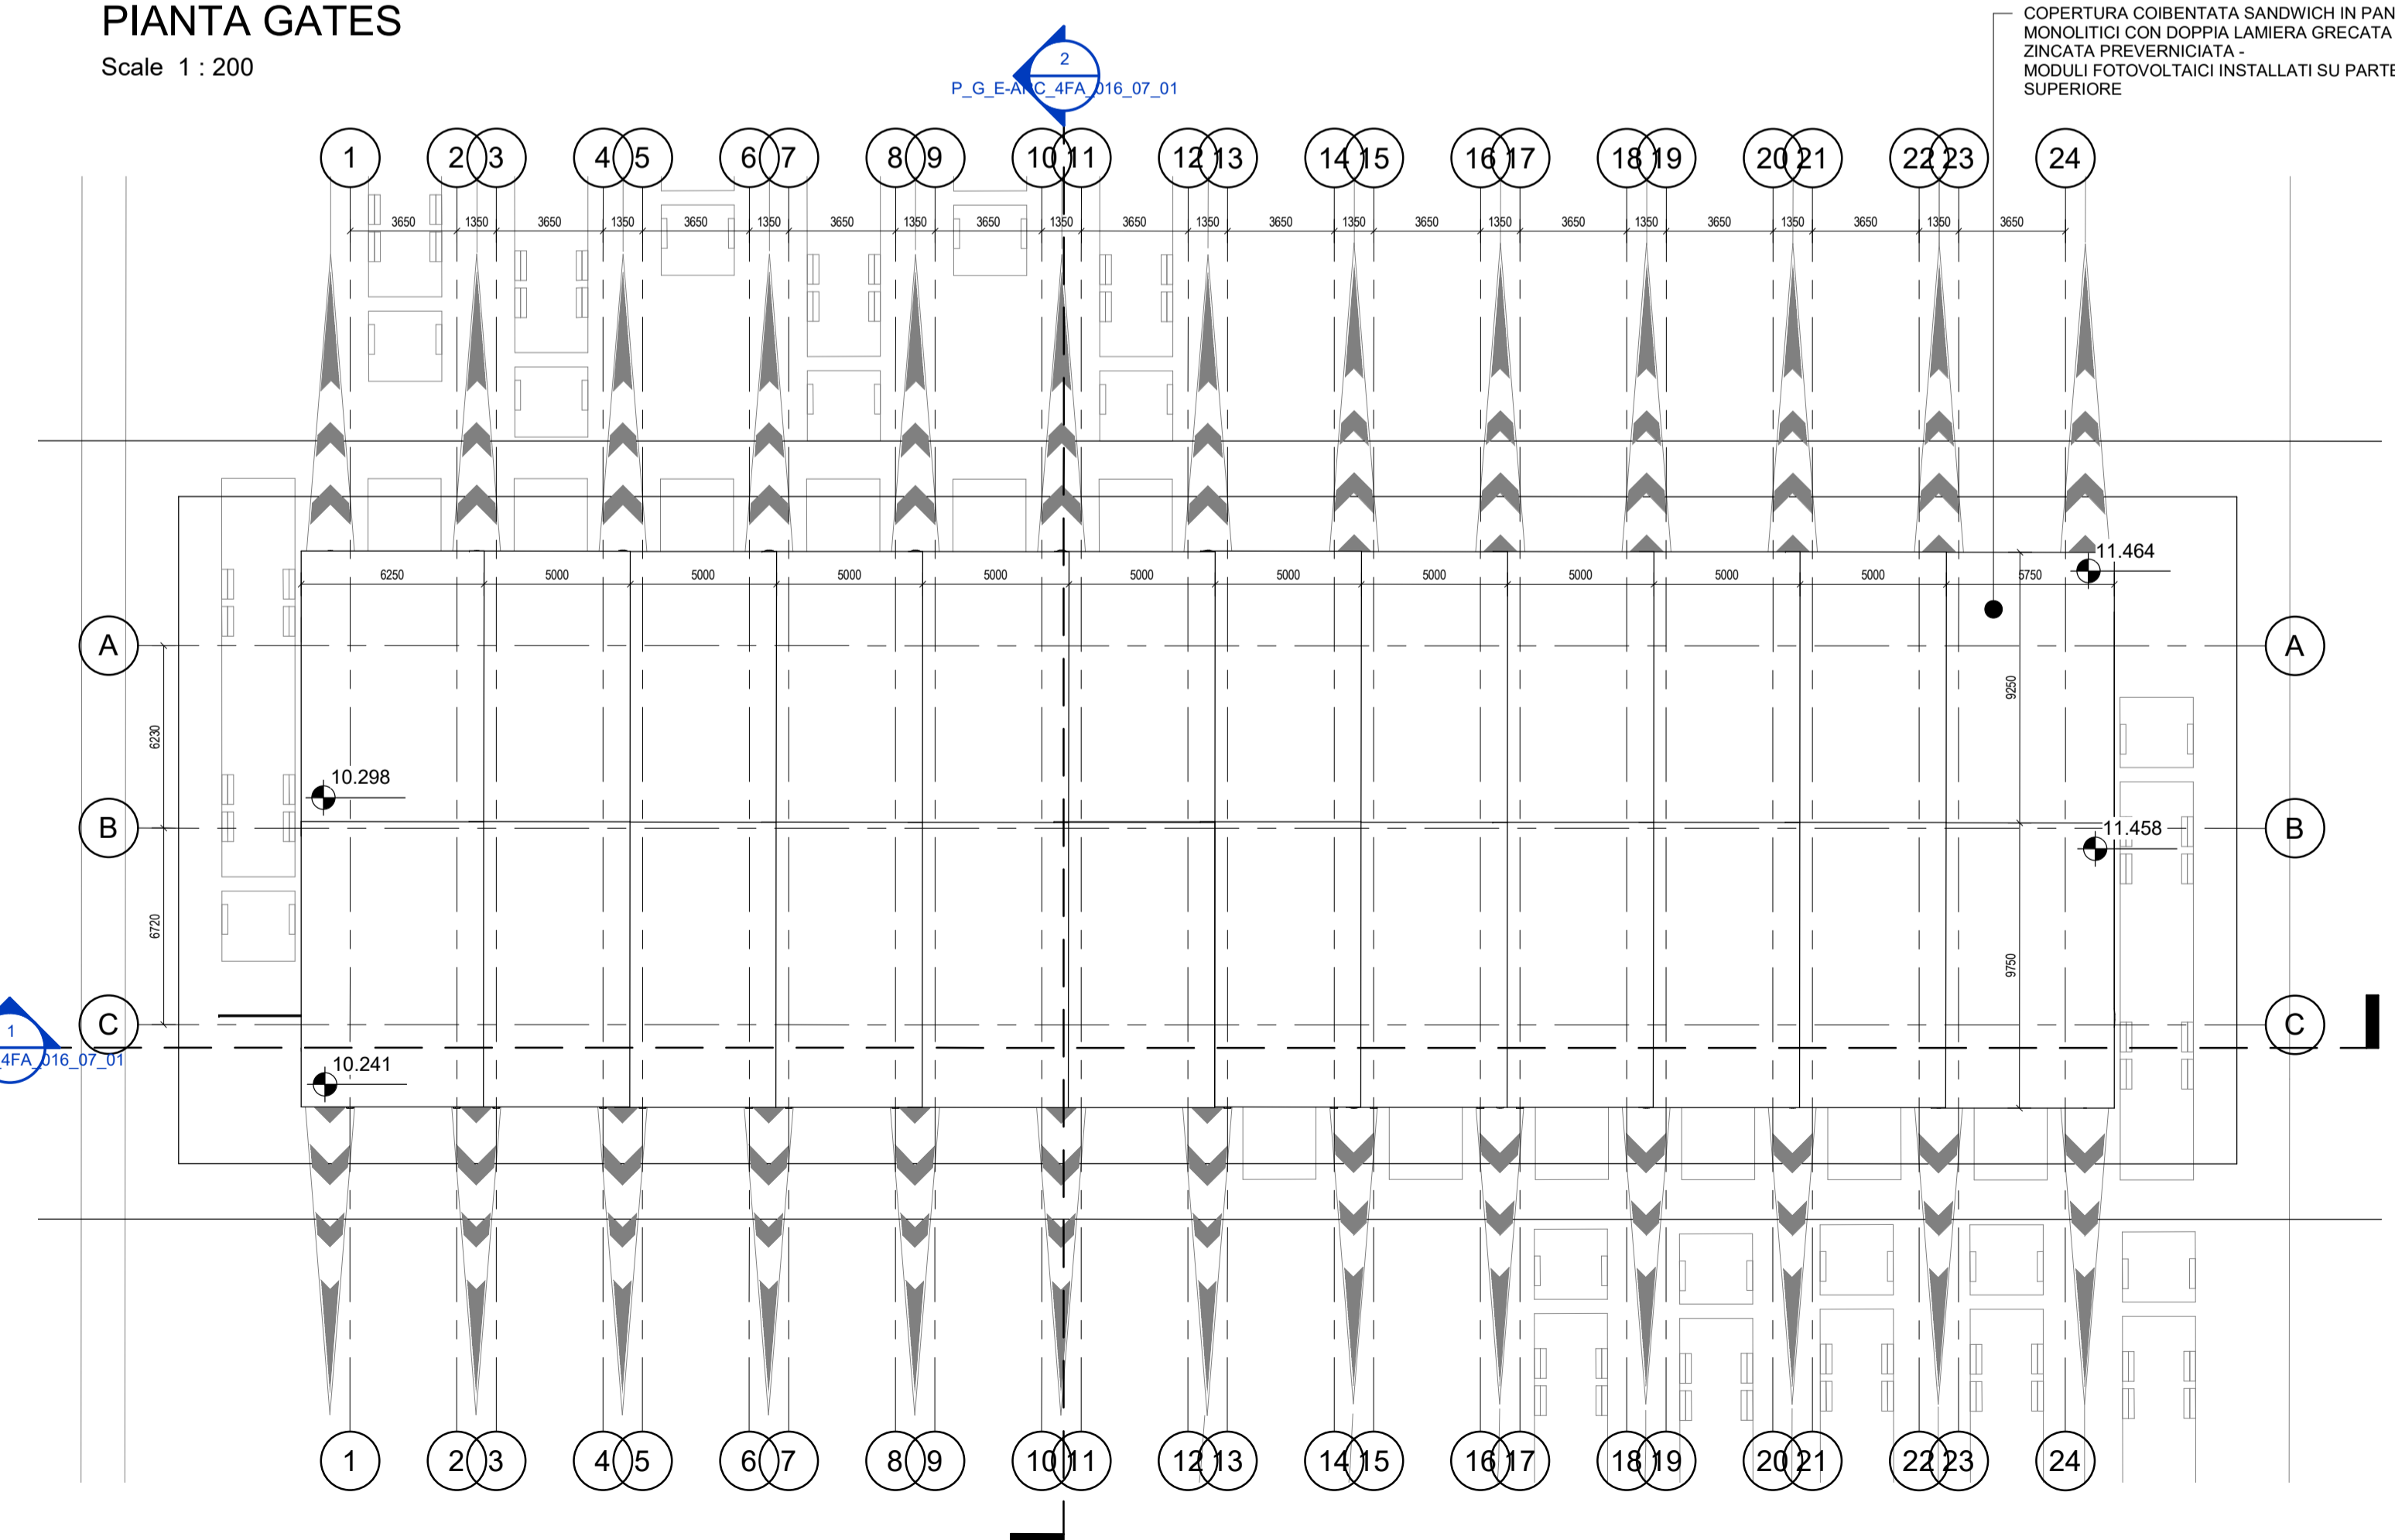 PIANTA GATES
Scale 1 : 200
COPERTURA COIBENTATA SANDWICH IN PAN
MONOLITICI CON DOPPIA LAMIERA GRECATA
ZINCATA PREVERNICIATA -
MODULI FOTOVOLTAICI INSTALLATI SU PARTE
SUPERIORE
2
P_G_E-ARC_4FA_016_07_01
1 2 3 4 5 6 7 8 9 10 11 12 13 14 15 16 17 18 19 20 21 22 23 24
3650 1350 3650 1350 3650 1350 3650 1350 3650 1350 3650 1350 3650 1350 3650 1350 3650 1350 3650 1350 3650 1350 3650
11.464
6250 5000 5000 5000 5000 5000 5000 5000 5000 5000 5000 5750
A A
9250
6230
10.298
B 11.458 B
6720
9750
C C
1
4FA_016_07_01
10.241
1 2 3 4 5 6 7 8 9 10 11 12 13 14 15 16 17 18 19 20 21 22 23 24